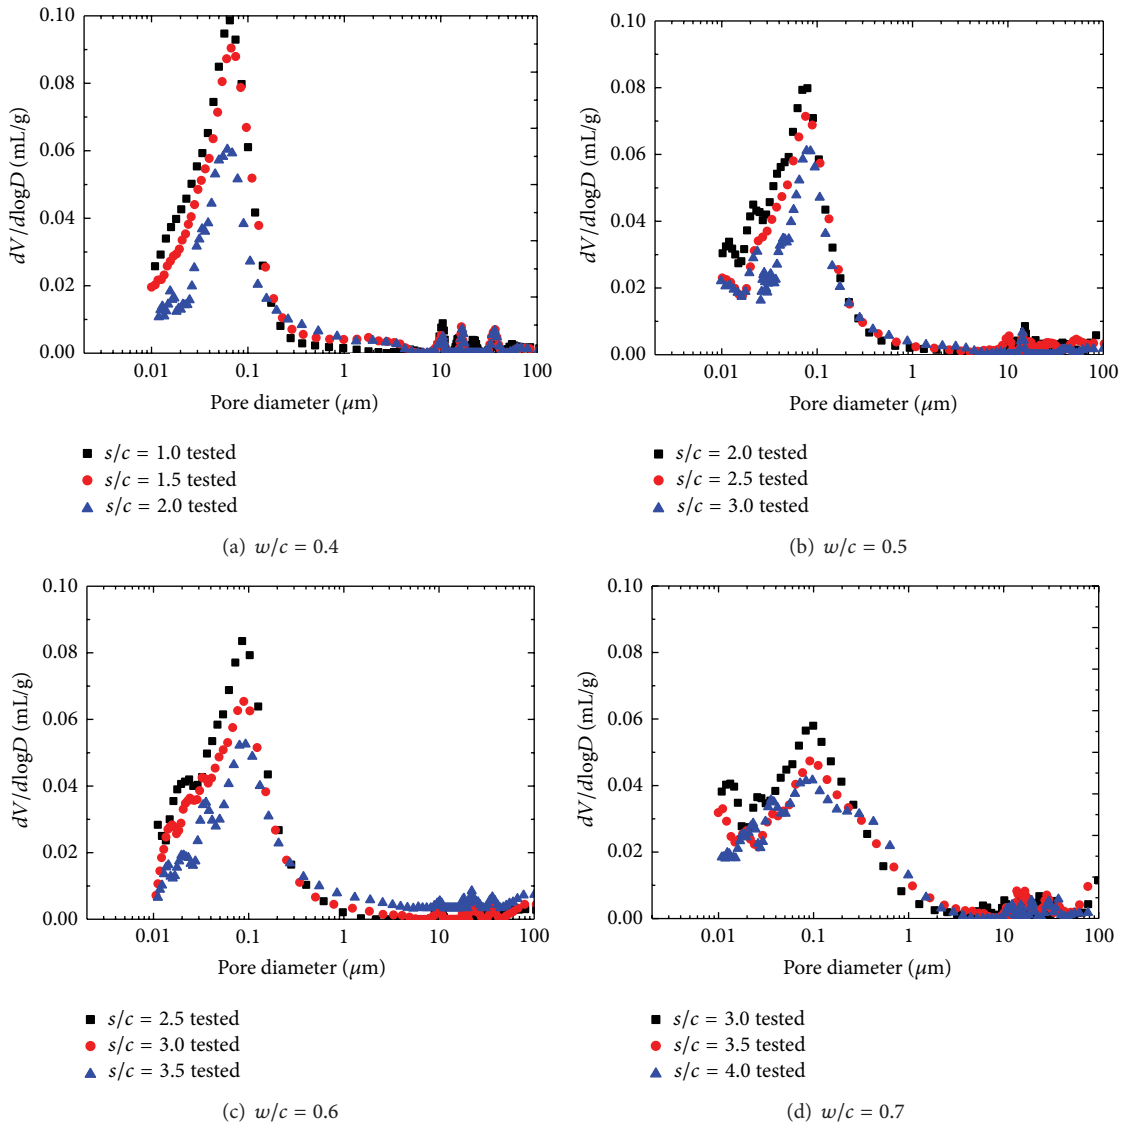 0.10
0.08
0.06
0.04
0.02
0.00
dV/dlogD (mL/g)
0.01 0.1 1 10 100
Pore diameter (μm)
s/c = 1.0 tested
s/c = 1.5 tested
s/c = 2.0 tested
(a) w/c = 0.4
0.10
0.08
0.06
0.04
0.02
0.00
dV/dlogD (mL/g)
0.01 0.1 1 10 100
Pore diameter (μm)
s/c = 2.0 tested
s/c = 2.5 tested
s/c = 3.0 tested
(b) w/c = 0.5
0.10
0.08
0.06
0.04
0.02
0.00
dV/dlogD (mL/g)
0.01 0.1 1 10 100
Pore diameter (μm)
s/c = 2.5 tested
s/c = 3.0 tested
s/c = 3.5 tested
(c) w/c = 0.6
0.10
0.08
0.06
0.04
0.02
0.00
dV/dlogD (mL/g)
0.01 0.1 1 10 100
Pore diameter (μm)
s/c = 3.0 tested
s/c = 3.5 tested
s/c = 4.0 tested
(d) w/c = 0.7